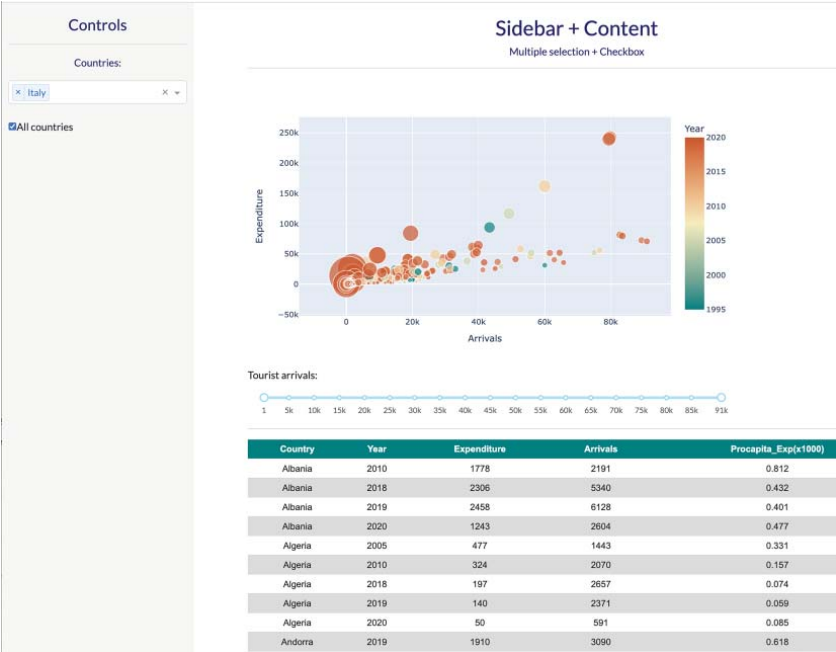 Controls
Countries:
× Italy × 
All countries
Sidebar + Content
Multiple selection + Checkbox
250k
200k
150k
100k
50k
0
−50k
Expenditure
0 20k 40k 60k 80k
Arrivals
Year
2020
2015
2010
2005
2000
1995
Tourist arrivals:
1 5k 10k 15k 20k 25k 30k 35k 40k 45k 50k 55k 60k 65k 70k 75k 80k 85k 91k
Country Year Expenditure Arrivals Procapita_Exp(x1000)
Albania 2010 1778 2191 0.812
Albania 2018 2306 5340 0.432
Albania 2019 2458 6128 0.401
Albania 2020 1243 2604 0.477
Algeria 2005 477 1443 0.331
Algeria 2010 324 2070 0.157
Algeria 2018 197 2657 0.074
Algeria 2019 140 2371 0.059
Algeria 2020 50 591 0.085
Andorra 2019 1910 3090 0.618